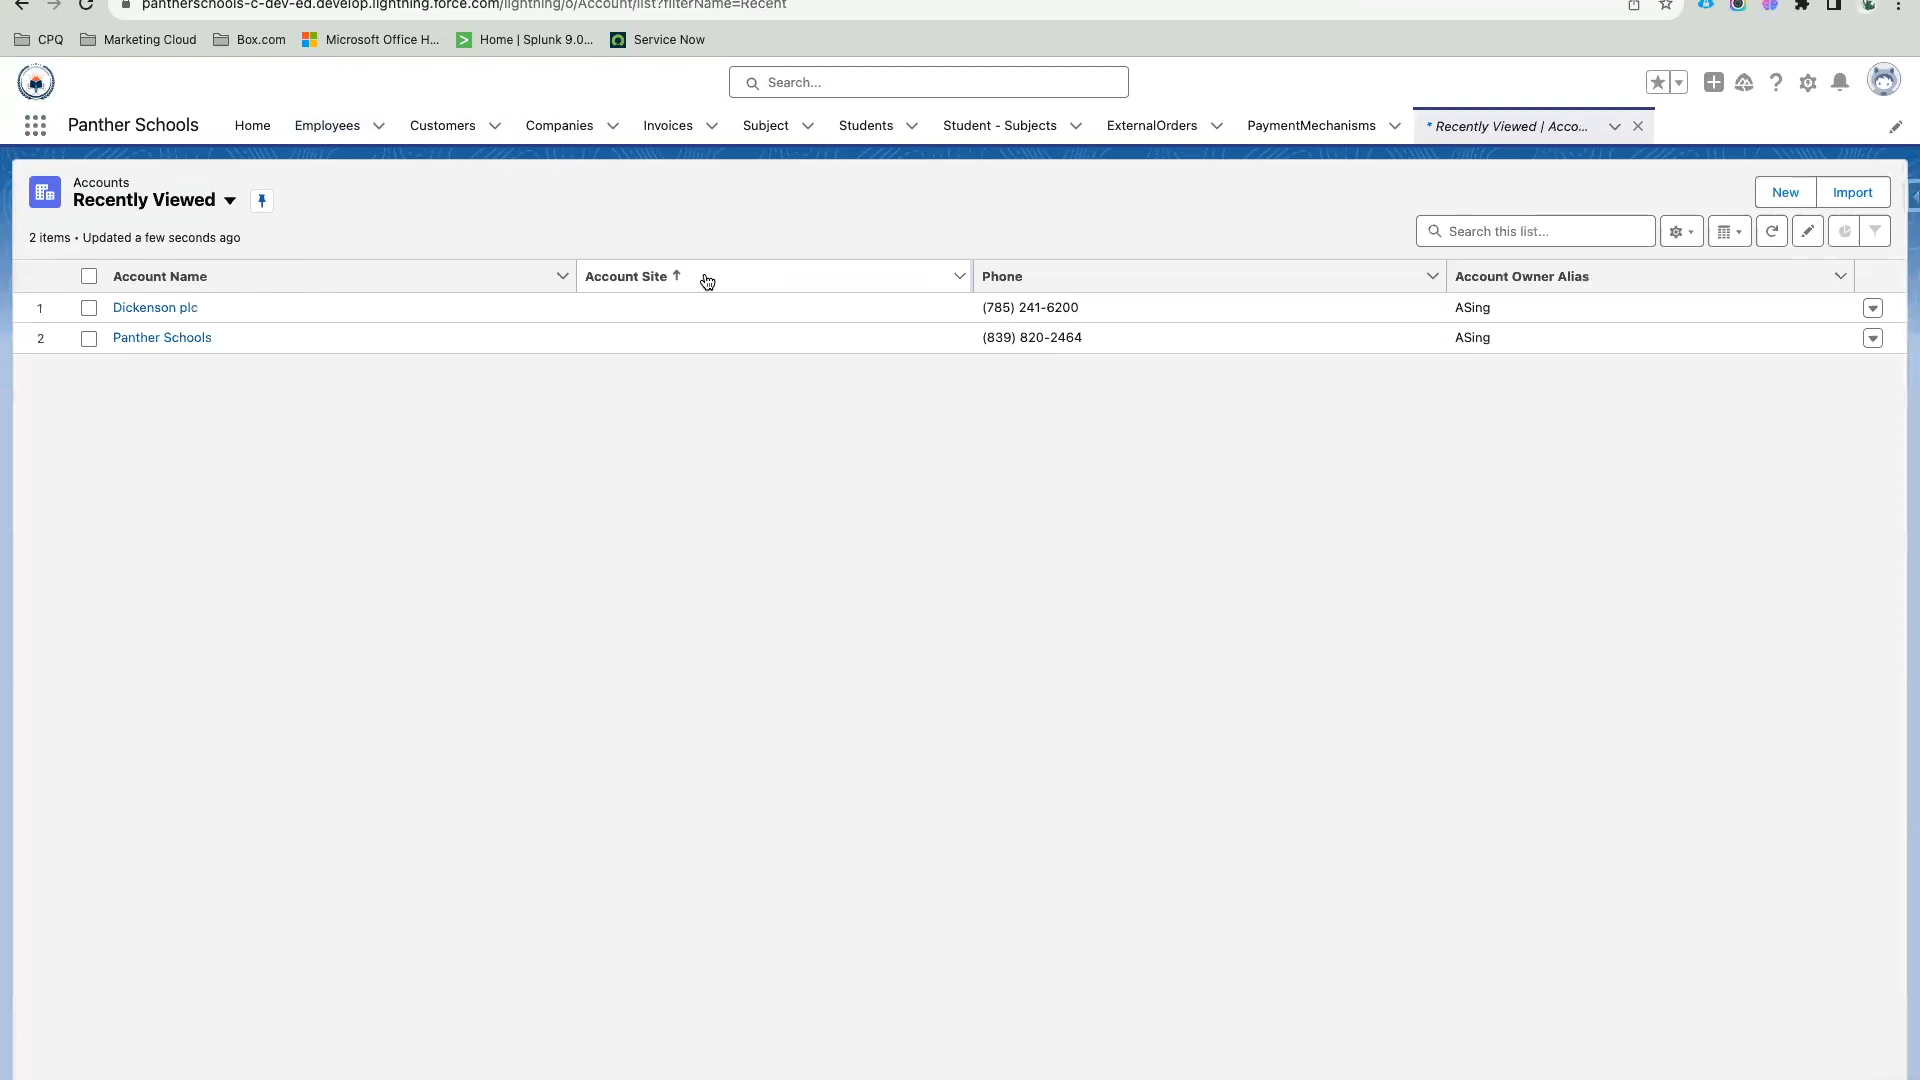 pantherschools-c-dev-ed.develop.lightning.force.com/lightning/o/Account/list?filterName=Recent
CPQ Marketing Cloud Box.com Microsoft Office H... Home | Splunk 9.0... Service Now
Search...
Panther Schools Home Employees Customers Companies Invoices Subject Students Student - Subjects ExternalOrders PaymentMechanisms * Recently Viewed | Acco...
Accounts
Recently Viewed
New Import
2 items • Updated a few seconds ago
Search this list...
Account Name Account Site Phone Account Owner Alias
1 Dickenson plc (785) 241-6200 ASing
2 Panther Schools (839) 820-2464 ASing